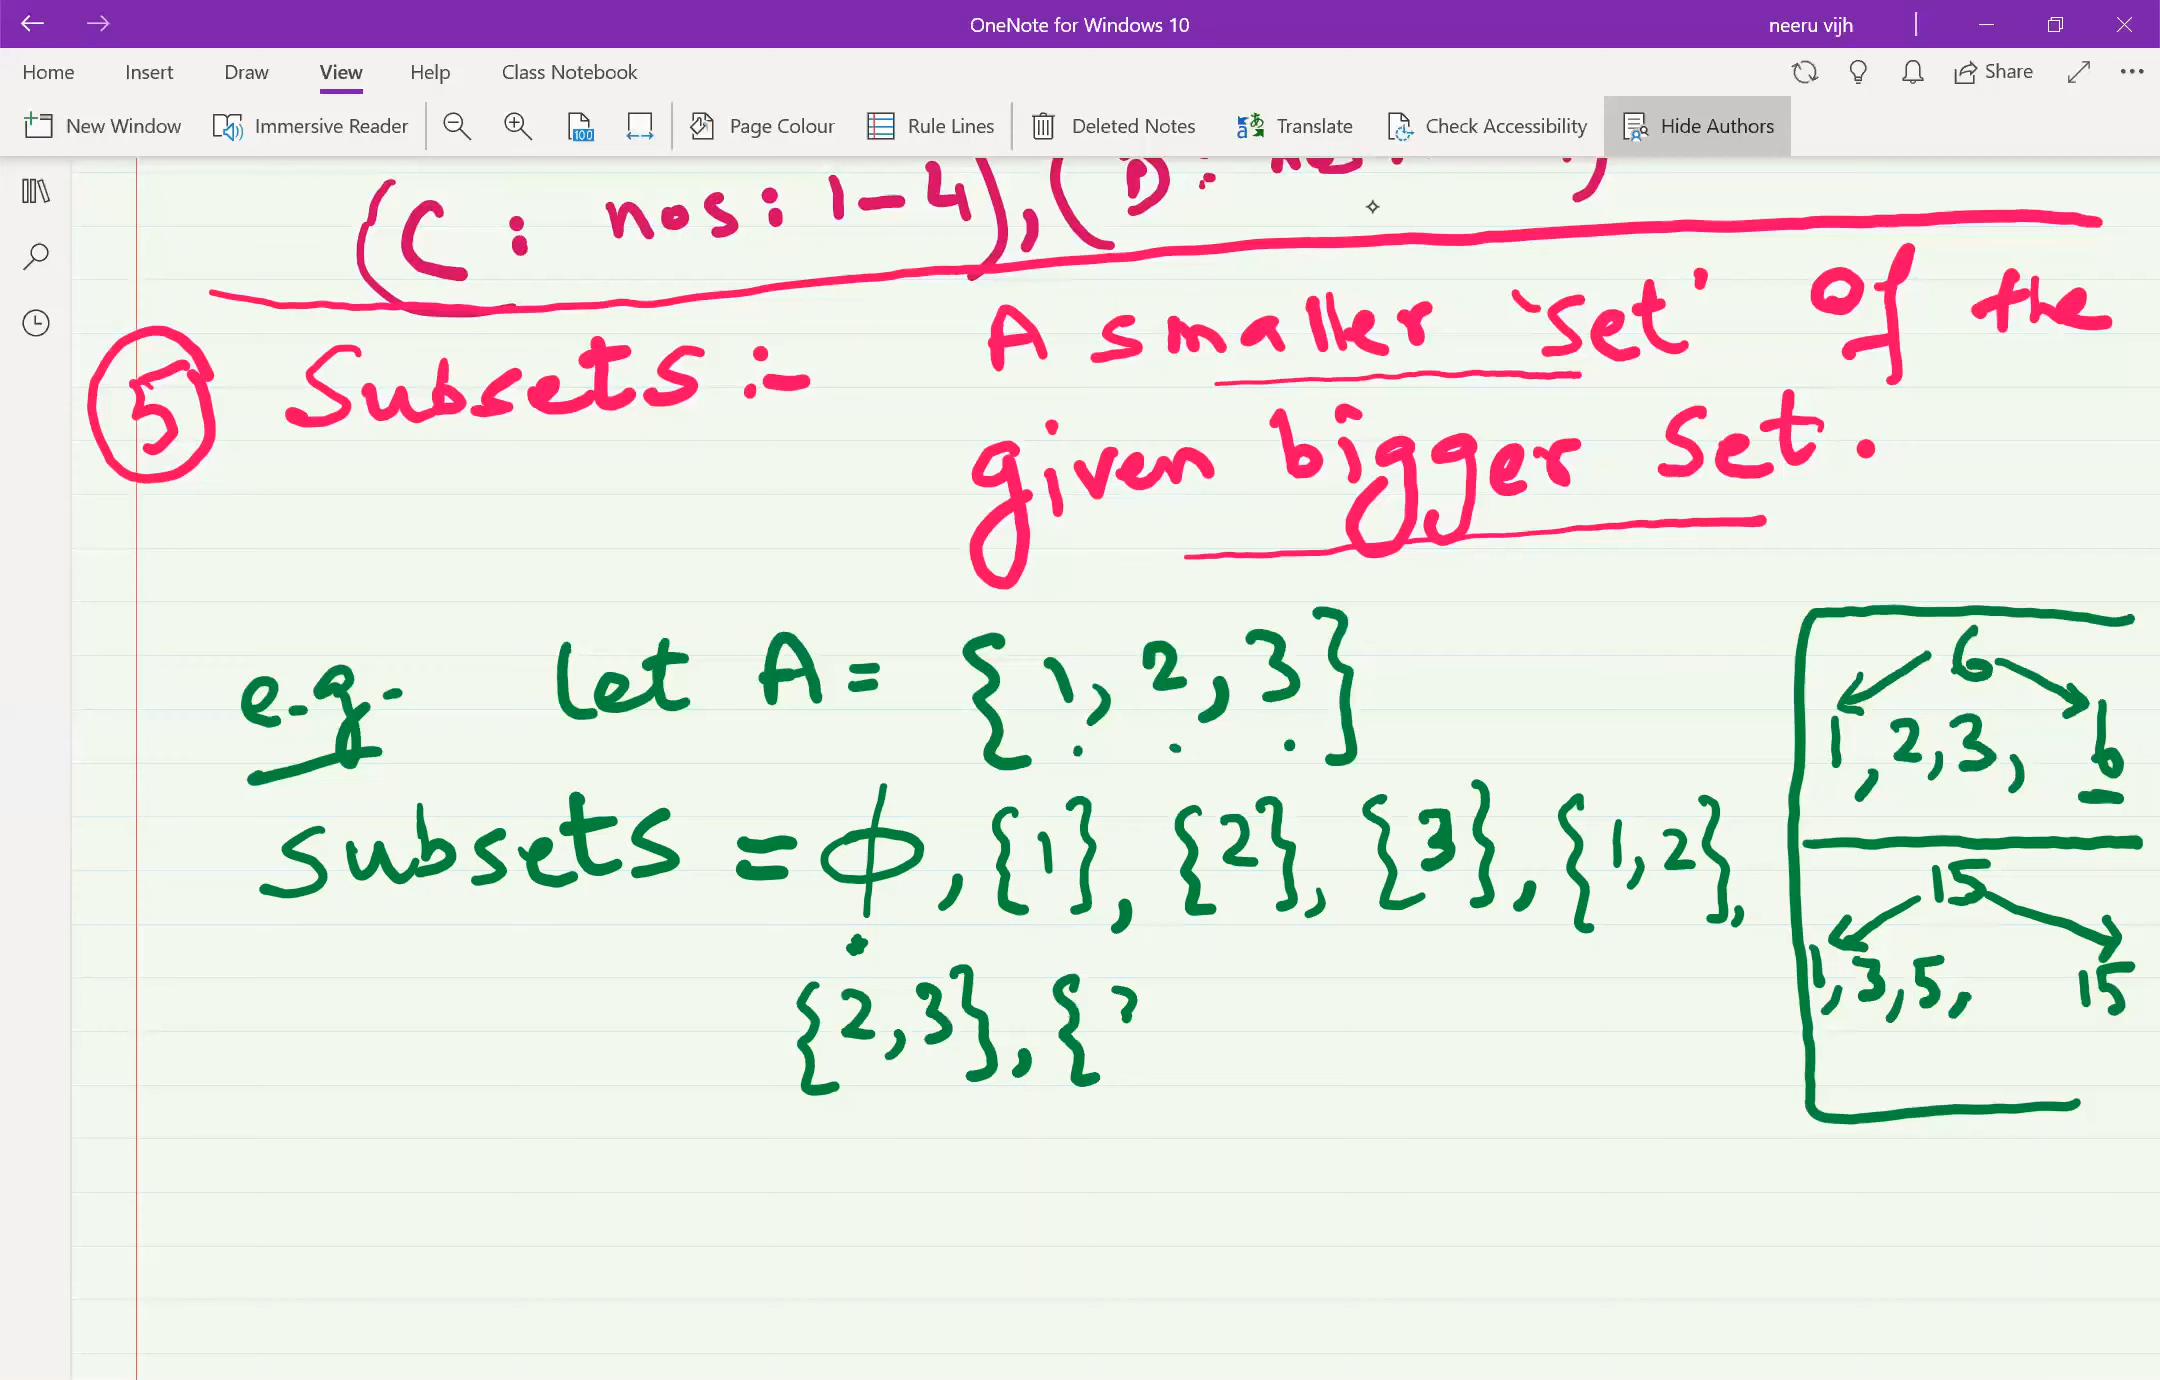 OneNote for Windows 10
neeru vijh
Home Insert Draw View Help Class Notebook Share
New Window Immersive Reader 100 Page Colour Rule Lines Deleted Notes Translate Check Accessibility Hide Authors
(C : nos: 1-4), (D:
5 Subsets :- A smaller 'set' of the
given bigger set.
e.g. let A = {1, 2, 3}
subsets = ϕ, {1}, {2}, {3}, {1,2},
{2,3}, {
6
1, 2, 3, 6
15
1, 3, 5, 15